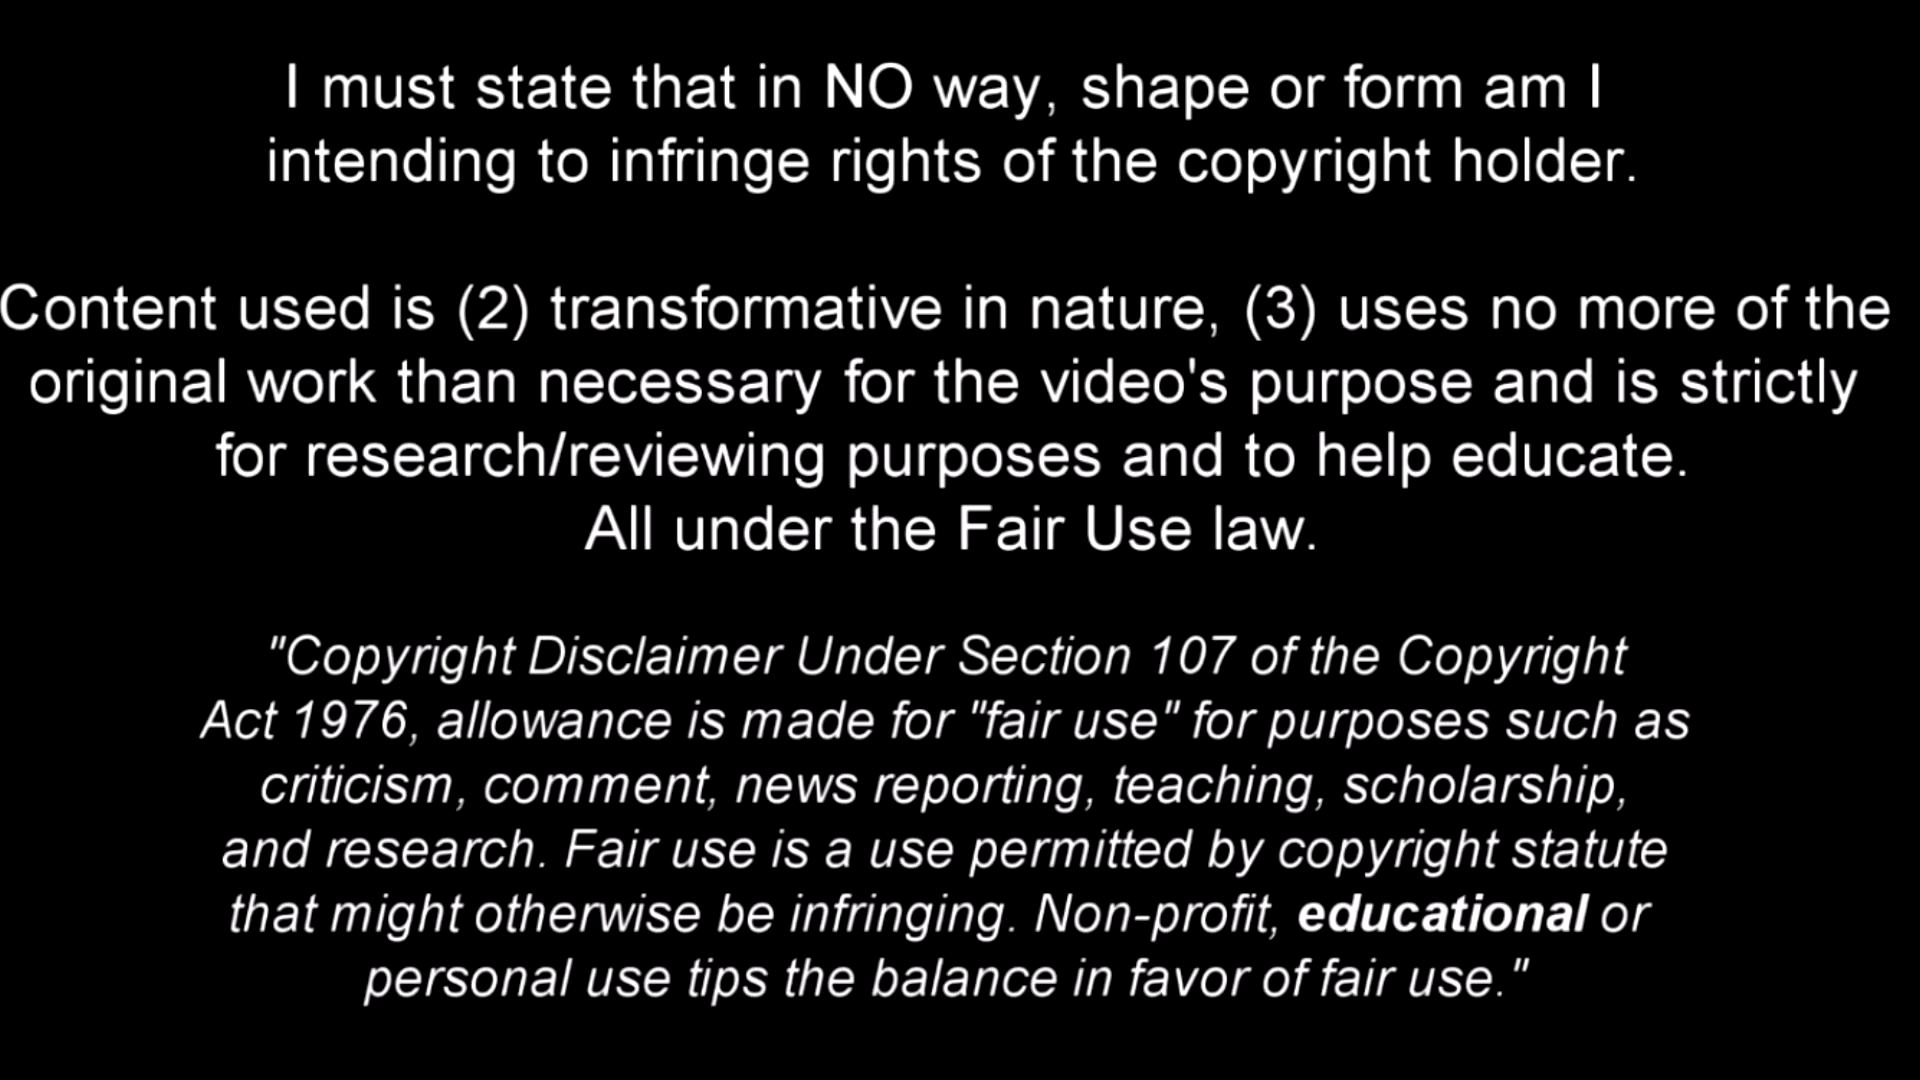 I must state that in NO way, shape or form am I
intending to infringe rights of the copyright holder.
Content used is (2) transformative in nature, (3) uses no more of the
original work than necessary for the video's purpose and is strictly
for research/reviewing purposes and to help educate.
All under the Fair Use law.
"Copyright Disclaimer Under Section 107 of the Copyright
Act 1976, allowance is made for "fair use" for purposes such as
criticism, comment, news reporting, teaching, scholarship,
and research. Fair use is a use permitted by copyright statute
that might otherwise be infringing. Non-profit, educational or
personal use tips the balance in favor of fair use."